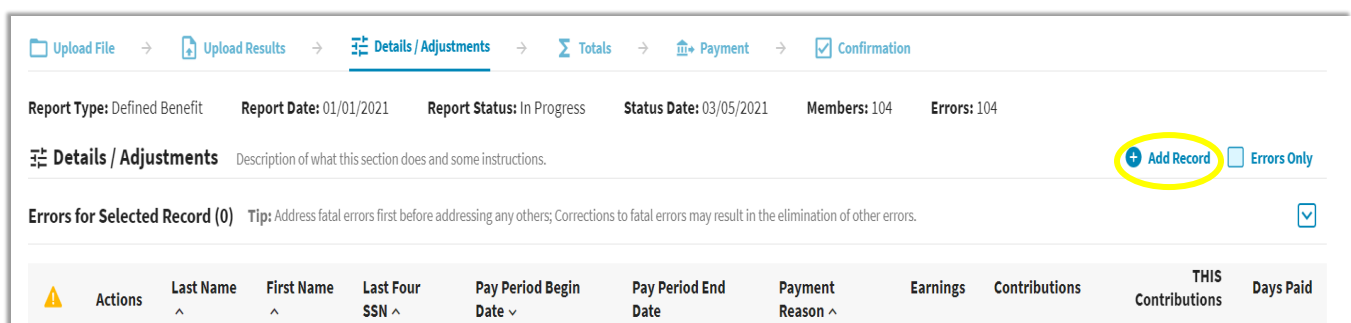 Upload File → Upload Results → Details / Adjustments → Totals → Payment → Confirmation
Report Type: Defined Benefit Report Date: 01/01/2021 Report Status: In Progress Status Date: 03/05/2021 Members: 104 Errors: 104
Details / Adjustments Description of what this section does and some instructions. Add Record Errors Only
Errors for Selected Record (0) Tip: Address fatal errors first before addressing any others; Corrections to fatal errors may result in the elimination of other errors.
Actions Last Name First Name Last Four SSN Pay Period Begin Date Pay Period End Date Payment Reason Earnings Contributions THIS Contributions Days Paid